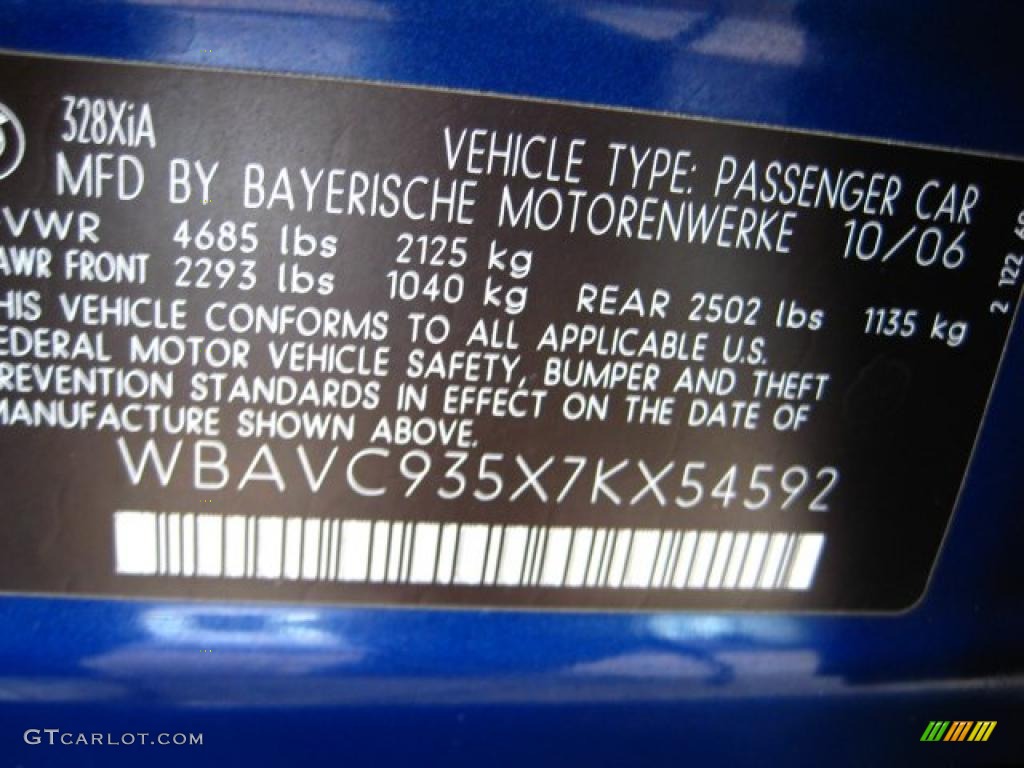 328XiA
VEHICLE TYPE: PASSENGER CAR
MFD BY BAYERISCHE MOTORENWERKE 10/06
VWR 4685 lbs 2125 kg
AWR FRONT 2293 lbs 1040 kg REAR 2502 lbs 1135 kg
HIS VEHICLE CONFORMS TO ALL APPLICABLE U.S.
EDERAL MOTOR VEHICLE SAFETY, BUMPER AND THEFT
REVENTION STANDARDS IN EFFECT ON THE DATE OF
MANUFACTURE SHOWN ABOVE.
WBAVC935X7KX54592
2 122
GTCARLOT.COM